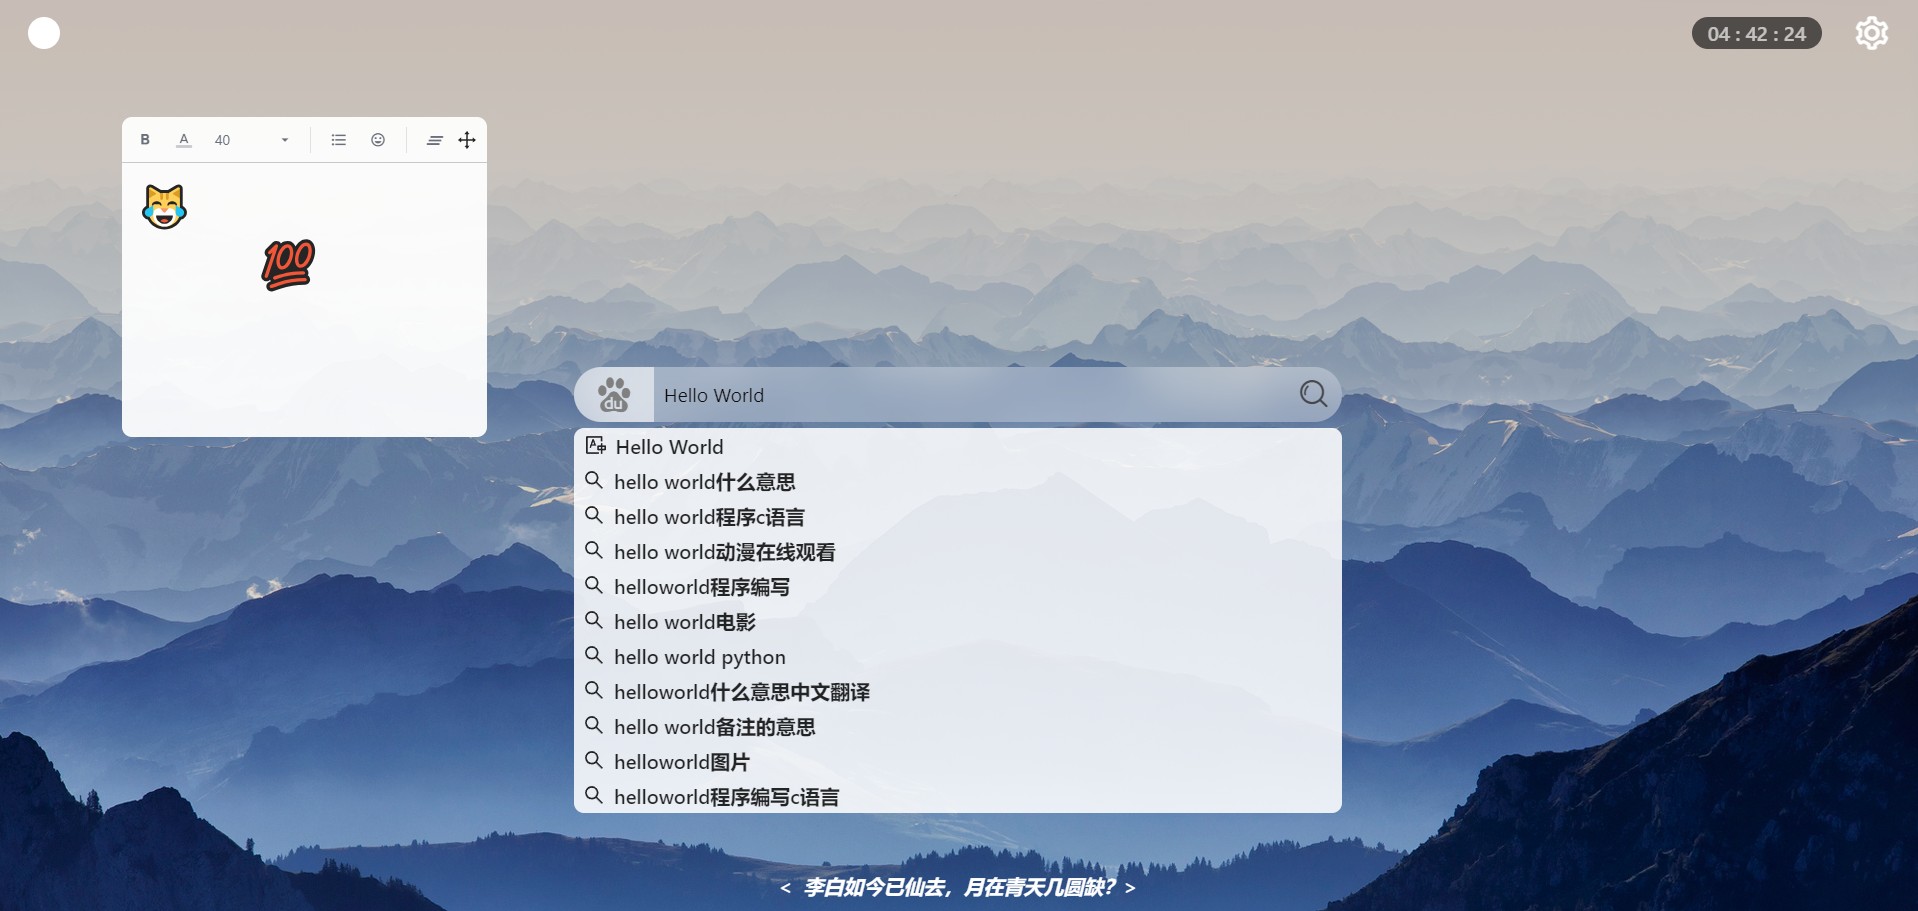 04 : 42 : 24
B A 40
100
du Hello World
Hello World
hello world什么意思
hello world程序c语言
hello world动漫在线观看
helloworld程序编写
hello world电影
hello world python
helloworld什么意思中文翻译
hello world备注的意思
helloworld图片
helloworld程序编写c语言
< 李白如今已仙去，月在青天几圆缺？>